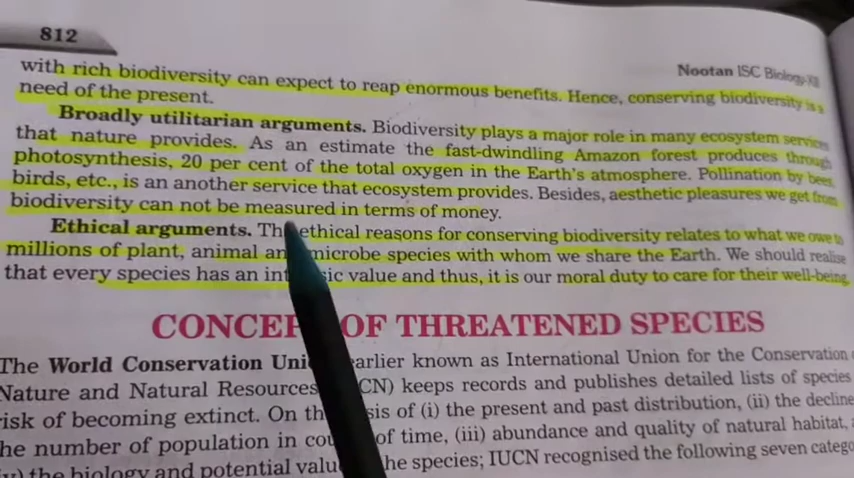 812
Nootan ISC Biology-XII
with rich biodiversity can expect to reap enormous benefits. Hence, conserving biodiversity is a
need of the present.
Broadly utilitarian arguments. Biodiversity plays a major role in many ecosystem services
that nature provides. As an estimate the fast-dwindling Amazon forest produces through
photosynthesis, 20 per cent of the total oxygen in the Earth's atmosphere. Pollination by bees,
birds, etc., is an another service that ecosystem provides. Besides, aesthetic pleasures we get from
biodiversity can not be measured in terms of money.
Ethical arguments. The ethical reasons for conserving biodiversity relates to what we owe to
millions of plant, animal and microbe species with whom we share the Earth. We should realise
that every species has an int sic value and thus, it is our moral duty to care for their well-being.
CONCEP OF THREATENED SPECIES
The World Conservation Uni earlier known as International Union for the Conservation
Nature and Natural Resources CN) keeps records and publishes detailed lists of species
risk of becoming extinct. On th sis of (i) the present and past distribution, (ii) the decline
he number of population in cou of time, (iii) abundance and quality of natural habitat,
the biology and potential valu he species; IUCN recognised the following seven catego